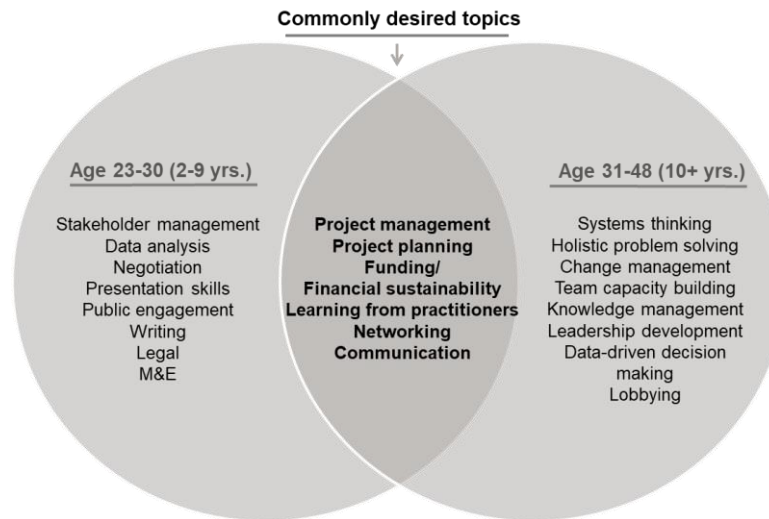 Commonly desired topics
Age 23-30 (2-9 yrs.)
Stakeholder management
Data analysis
Negotiation
Presentation skills
Public engagement
Writing
Legal
M&E
Project management
Project planning
Funding/
Financial sustainability
Learning from practitioners
Networking
Communication
Age 31-48 (10+ yrs.)
Systems thinking
Holistic problem solving
Change management
Team capacity building
Knowledge management
Leadership development
Data-driven decision
making
Lobbying